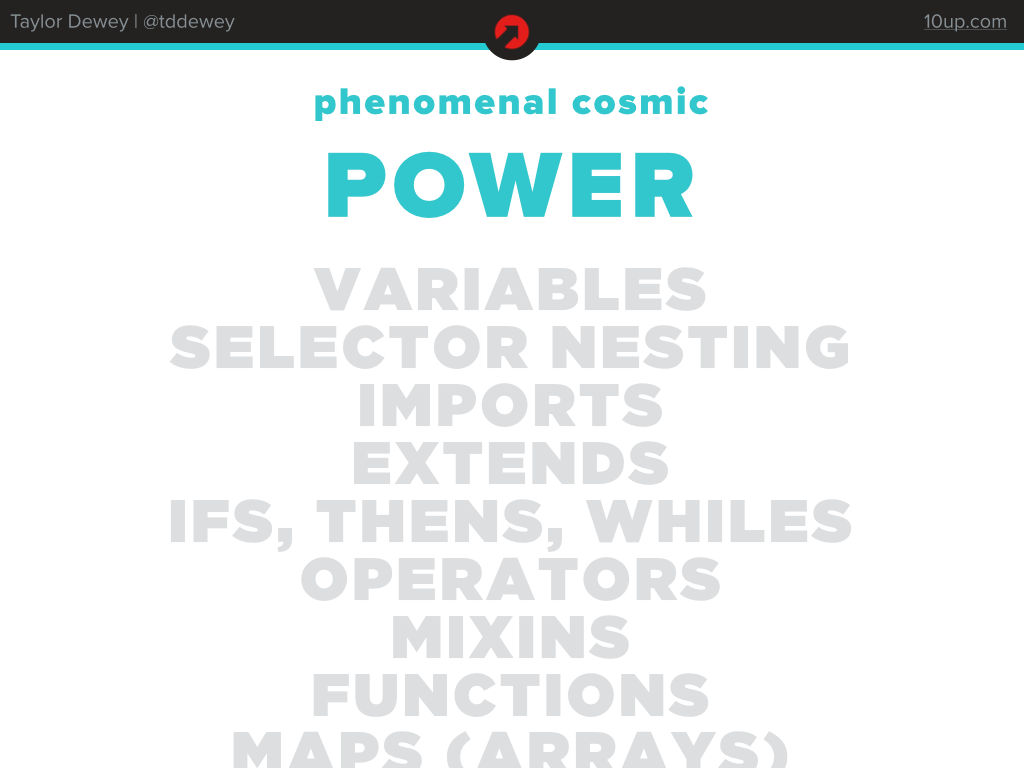 Taylor Dewey | @tddewey
10up.com
phenomenal cosmic
POWER
VARIABLES
SELECTOR NESTING
IMPORTS
EXTENDS
IFS, THENS, WHILES
OPERATORS
MIXINS
FUNCTIONS
MAPS (ARRAYS)